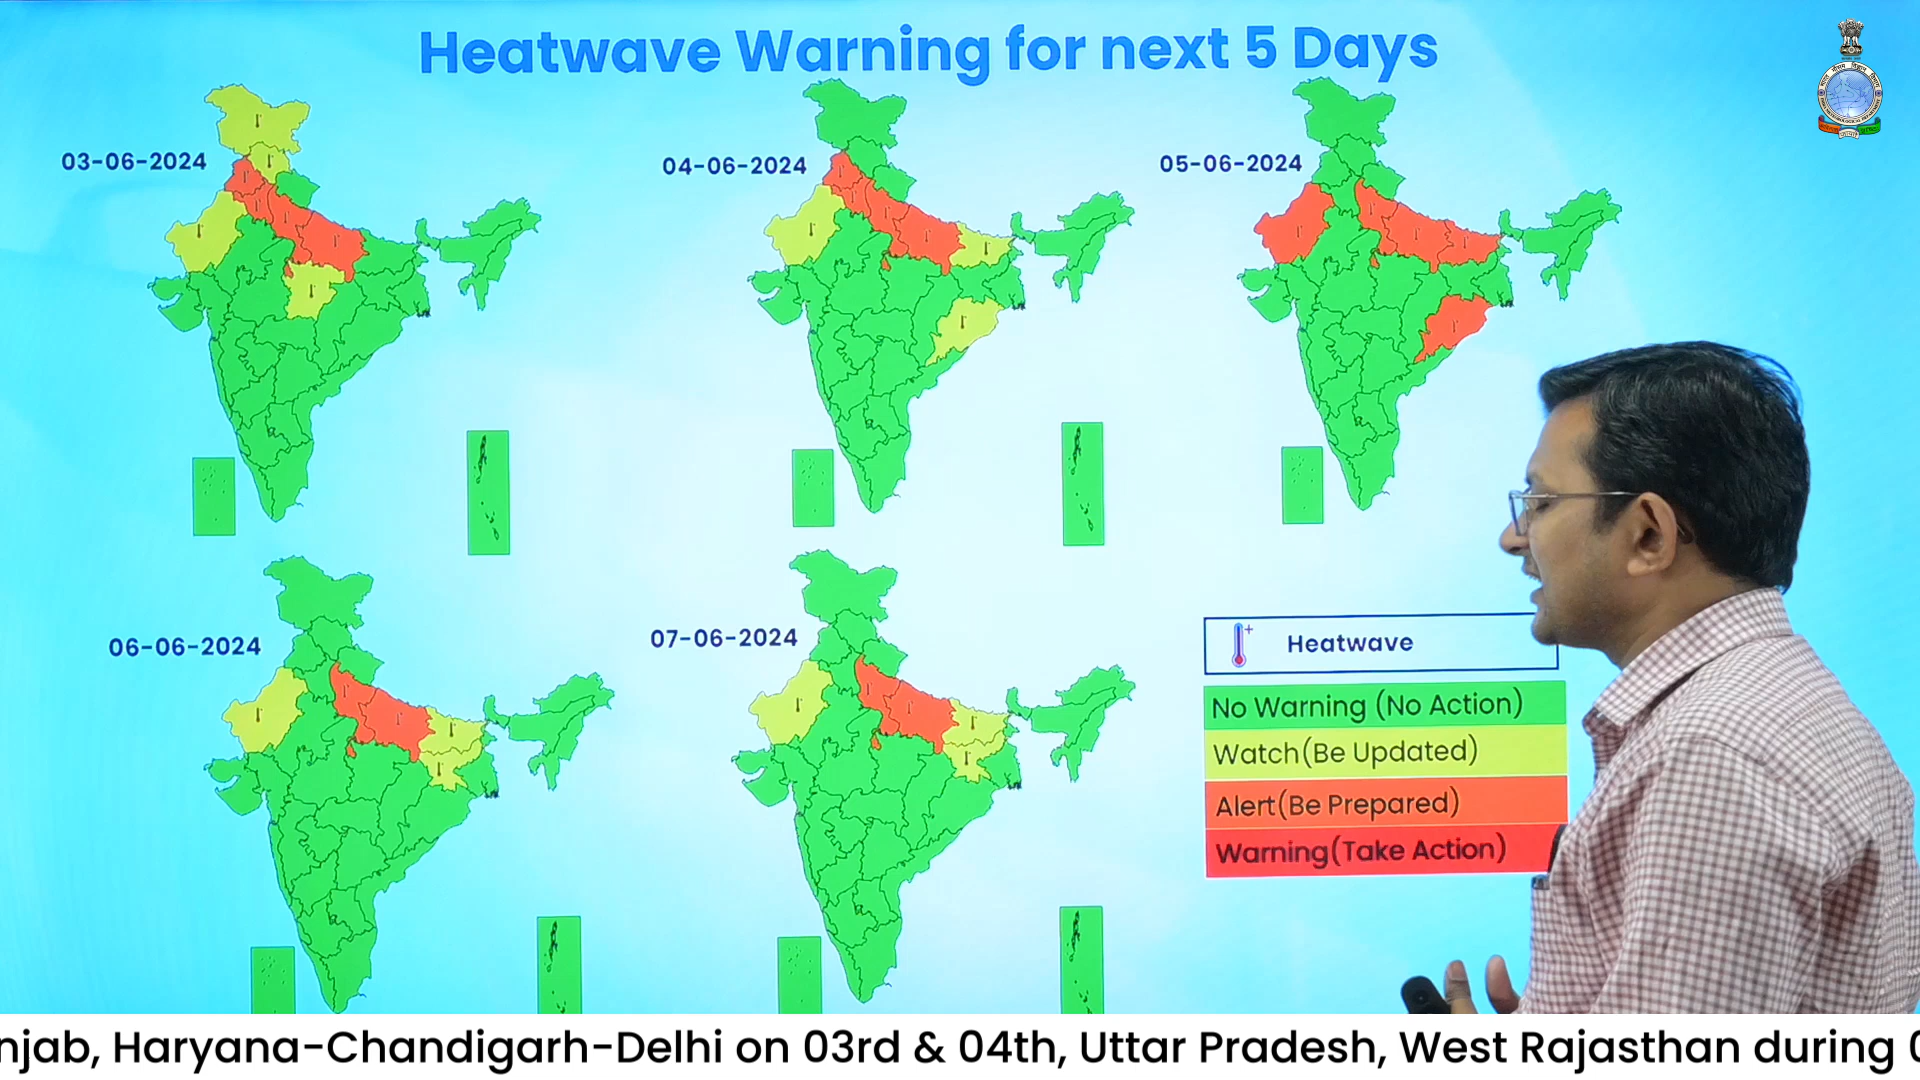 Heatwave Warning for next 5 Days
03-06-2024
04-06-2024
05-06-2024
06-06-2024
07-06-2024
Heatwave
No Warning (No Action)
Watch(Be Updated)
Alert(Be Prepared)
Warning(Take Action)
njab, Haryana-Chandigarh-Delhi on 03rd & 04th, Uttar Pradesh, West Rajasthan during